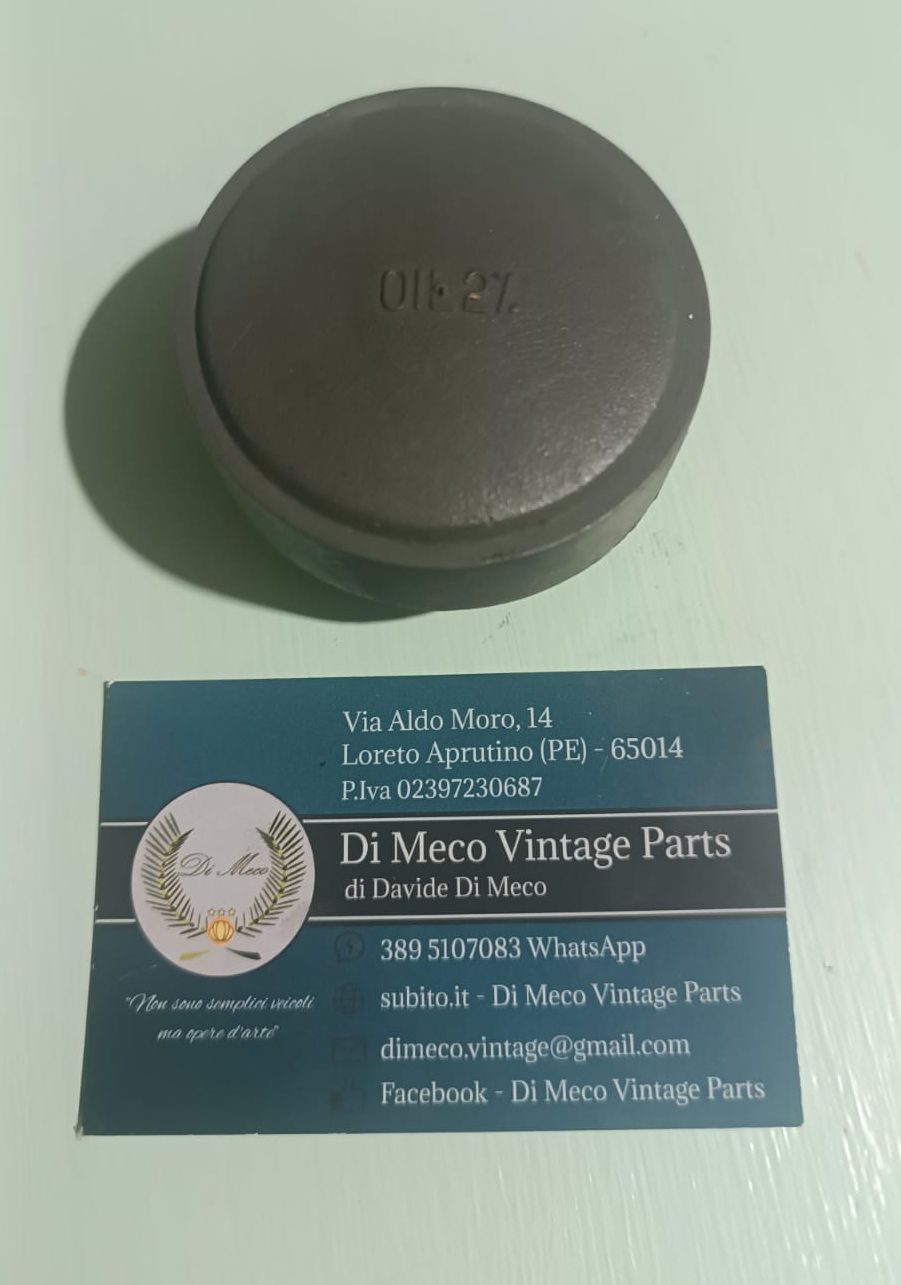 OIL 2%
Via Aldo Moro, 14
Loreto Aprutino (PE) - 65014
P.Iva 02397230687
Di Meco Vintage Parts
di Davide Di Meco
Di Meco
389 5107083 WhatsApp
subito.it - Di Meco Vintage Parts
dimeco.vintage@gmail.com
Facebook - Di Meco Vintage Parts
"Non sono semplici veicoli
ma opere d'arte"